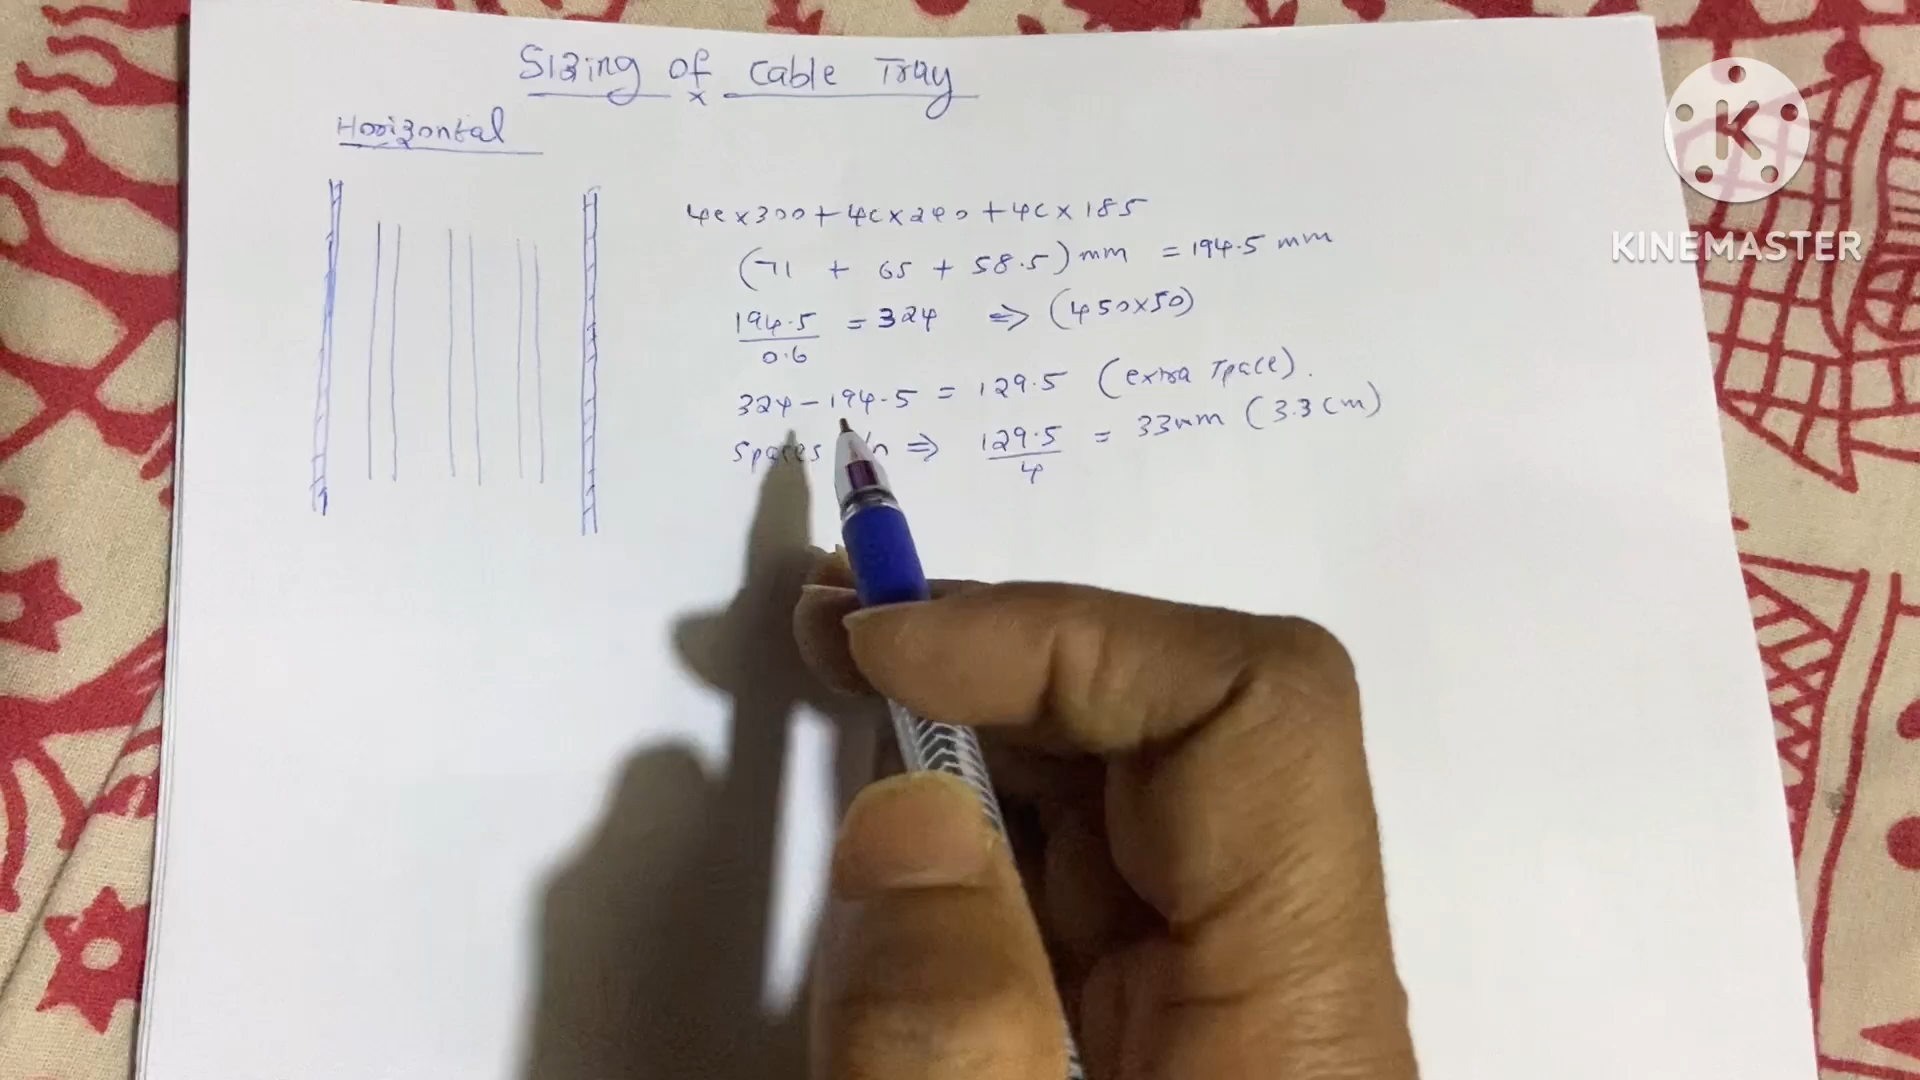 Sizing of Cable Tray
x
Horizontal
4c x 300 + 4c x 240 + 4c x 185
(71 + 65 + 58.5) mm = 194.5 mm
194.5 / 0.6 = 324 ⇒ (450x50)
324 - 194.5 = 129.5 (extra Space).
Spaces ⇒ 129.5 / 4 = 33mm (3.3 cm)
K
KINEMASTER